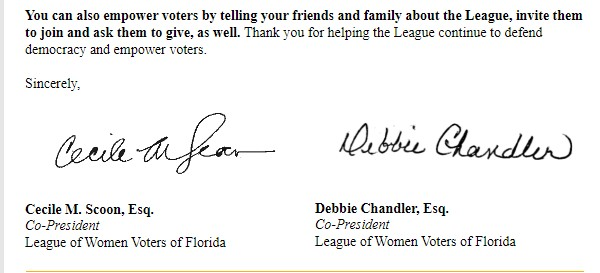 You can also empower voters by telling your friends and family about the League, invite them
to join and ask them to give, as well. Thank you for helping the League continue to defend
democracy and empower voters.
Sincerely,
Cecile M Scoon
Debbie Chandler
Cecile M. Scoon, Esq.
Co-President
League of Women Voters of Florida
Debbie Chandler, Esq.
Co-President
League of Women Voters of Florida